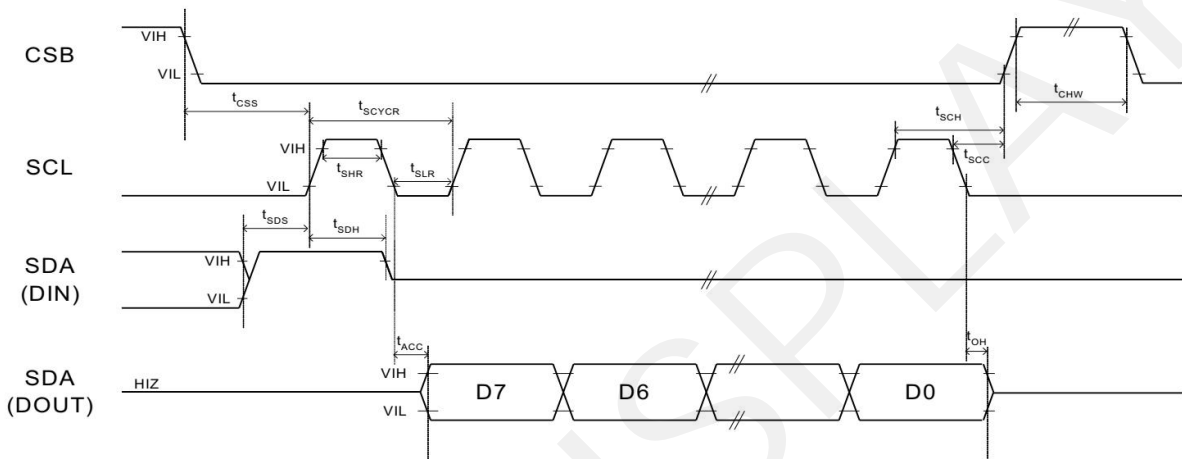 CSB
VIH
VIL
tCSS
tSCYCR
tCHW
tSCH
tSCC
SCL
VIH
VIL
tSHR
tSLR
tSDS
tSDH
SDA
(DIN)
VIH
VIL
tACC
tOH
SDA
(DOUT)
HIZ
VIH
VIL
D7
D6
D0